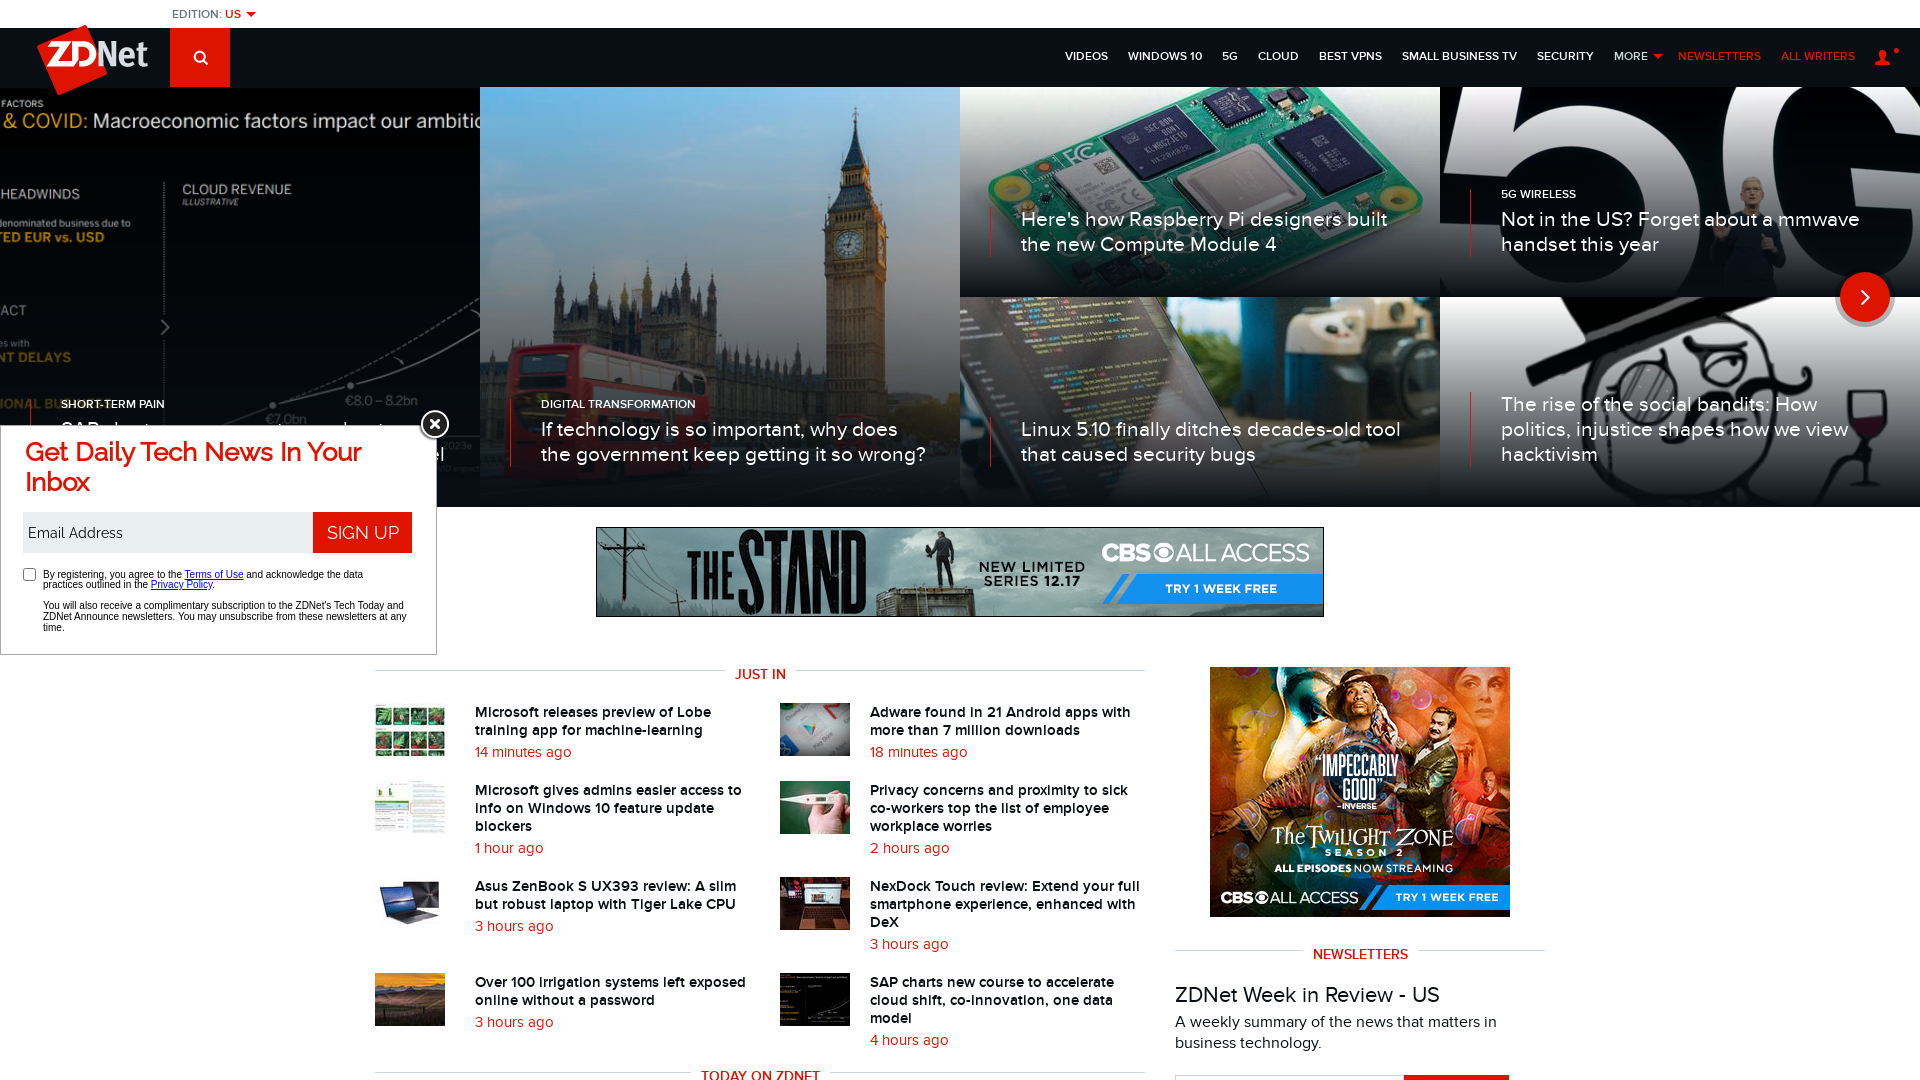 EDITION: US
ZDNet
VIDEOS WINDOWS 10 5G CLOUD BEST VPNS SMALL BUSINESS TV SECURITY MORE NEWSLETTERS ALL WRITERS
FACTORS
& COVID: Macroeconomic factors impact our ambitio
HEADWINDS
CLOUD REVENUE
ILLUSTRATIVE
denominated business due to
TED EUR vs. USD
ACT
es with
NT DELAYS
€7.0bn
€8.0 – 8.2bn
SHORT-TERM PAIN
DIGITAL TRANSFORMATION
If technology is so important, why does
the government keep getting it so wrong?
Here's how Raspberry Pi designers built
the new Compute Module 4
5G WIRELESS
Not in the US? Forget about a mmwave
handset this year
Linux 5.10 finally ditches decades-old tool
that caused security bugs
The rise of the social bandits: How
politics, injustice shapes how we view
hacktivism
Get Daily Tech News In Your
Inbox
Email Address
SIGN UP
By registering, you agree to the Terms of Use and acknowledge the data
practices outlined in the Privacy Policy.
You will also receive a complimentary subscription to the ZDNet's Tech Today and
ZDNet Announce newsletters. You may unsubscribe from these newsletters at any
time.
THE STAND
NEW LIMITED
SERIES 12.17
CBS ALL ACCESS
TRY 1 WEEK FREE
JUST IN
Microsoft releases preview of Lobe
training app for machine-learning
14 minutes ago
Adware found in 21 Android apps with
more than 7 million downloads
18 minutes ago
Microsoft gives admins easier access to
info on Windows 10 feature update
blockers
1 hour ago
Privacy concerns and proximity to sick
co-workers top the list of employee
workplace worries
2 hours ago
Asus ZenBook S UX393 review: A slim
but robust laptop with Tiger Lake CPU
3 hours ago
NexDock Touch review: Extend your full
smartphone experience, enhanced with
DeX
3 hours ago
Over 100 irrigation systems left exposed
online without a password
3 hours ago
SAP charts new course to accelerate
cloud shift, co-innovation, one data
model
4 hours ago
TODAY ON ZDNET
"IMPECCABLY
GOOD"
–INVERSE
The TWILIGHT ZONE
SEASON 2
ALL EPISODES NOW STREAMING
CBS ALL ACCESS
TRY 1 WEEK FREE
NEWSLETTERS
ZDNet Week in Review - US
A weekly summary of the news that matters in
business technology.